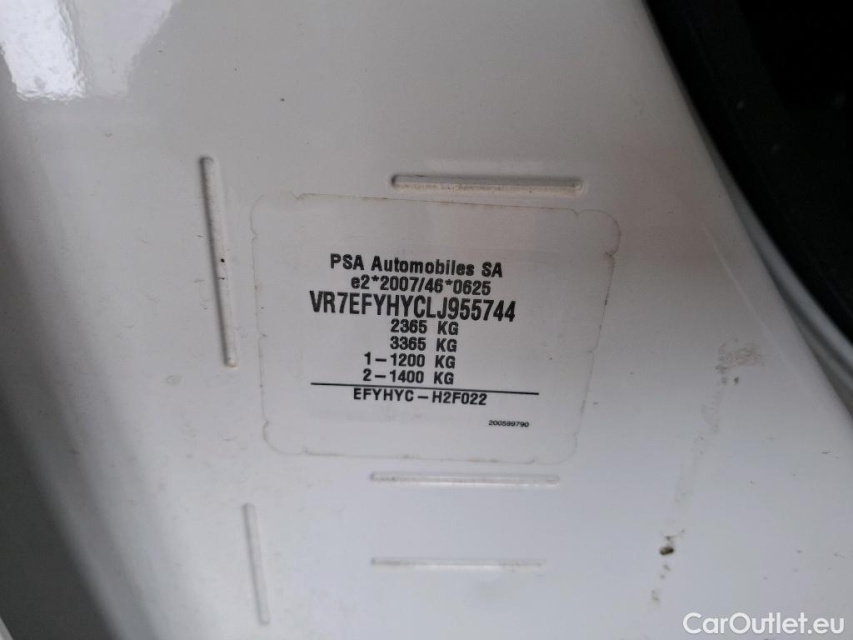 PSA Automobiles SA
e2*2007/46*0625
VR7EFYHYCLJ955744
2365 KG
3365 KG
1-1200 KG
2-1400 KG
EFYHYC-H2F022
200599790
CarOutlet.eu